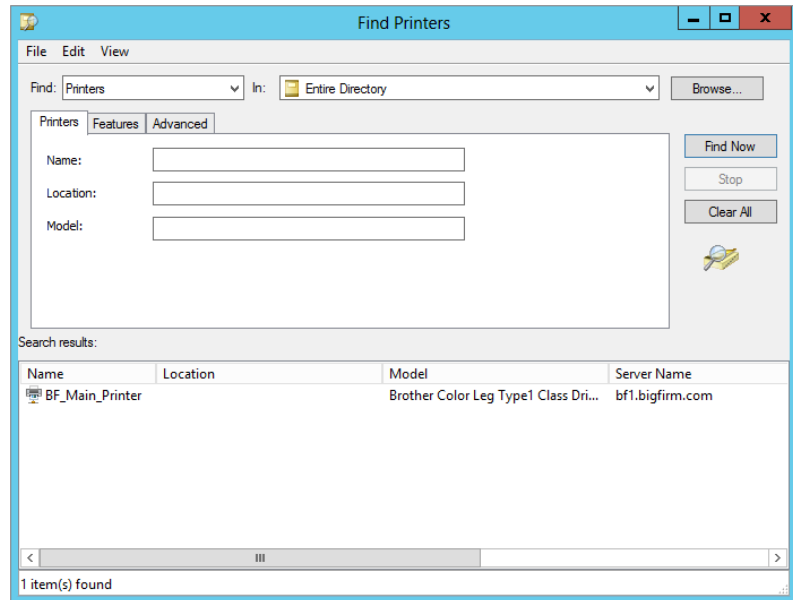 Find Printers
File Edit View
Find: Printers In: Entire Directory Browse...
Printers Features Advanced
Name:
Location:
Model:
Find Now
Stop
Clear All
Search results:
Name Location Model Server Name
BF_Main_Printer Brother Color Leg Type1 Class Dri... bf1.bigfirm.com
1 item(s) found